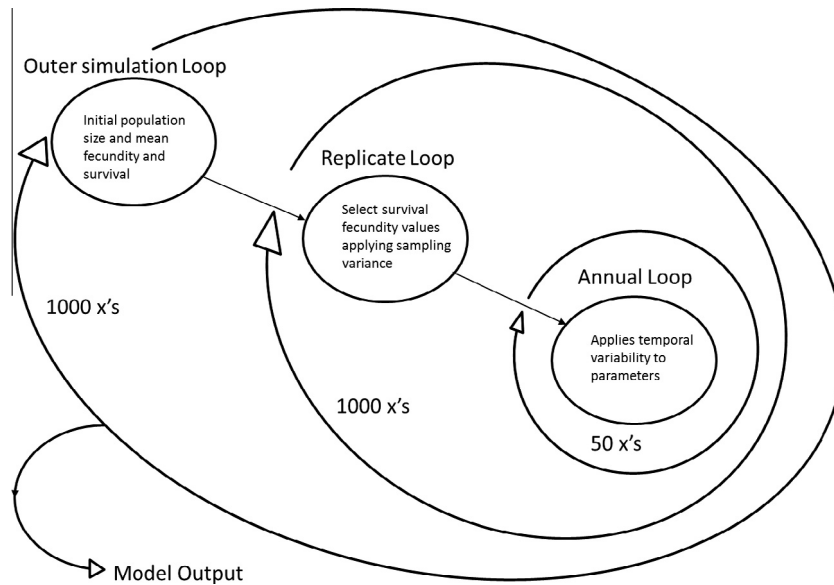 Outer simulation Loop
Initial population
size and mean
fecundity and
survival
Replicate Loop
Select survival
fecundity values
applying sampling
variance
Annual Loop
Applies temporal
variability to
parameters
1000 x's
1000 x's
50 x's
Model Output